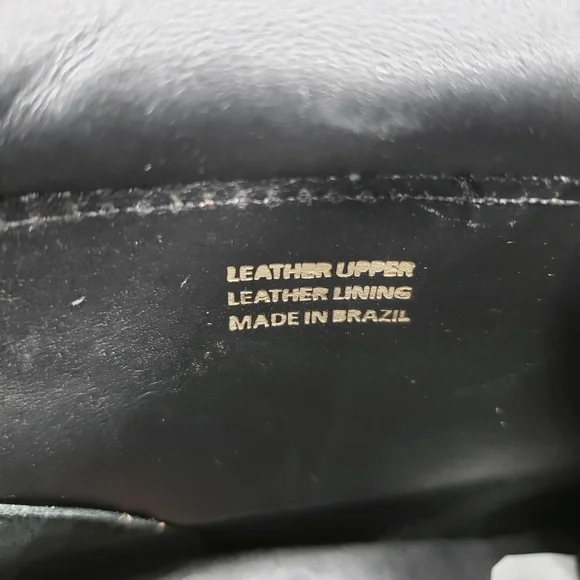 LEATHER UPPER
LEATHER LINING
MADE IN BRAZIL